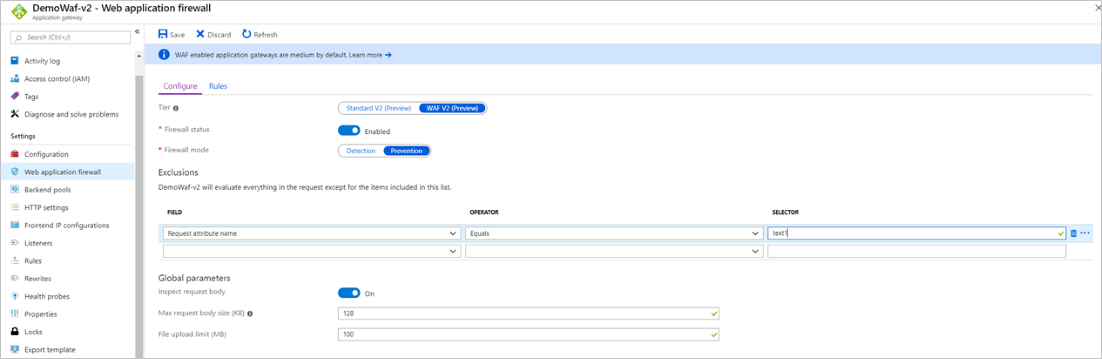 DemoWaf-v2 - Web application firewall
Application gateway
Search (Ctrl+/)
Activity log
Access control (IAM)
Tags
Diagnose and solve problems
Settings
Configuration
Web application firewall
Backend pools
HTTP settings
Frontend IP configurations
Listeners
Rules
Rewrites
Health probes
Properties
Locks
Export template
Save Discard Refresh
WAF enabled application gateways are medium by default. Learn more →
Configure Rules
Tier Standard V2 (Preview) WAF V2 (Preview)
* Firewall status Enabled
* Firewall mode Detection Prevention
Exclusions
DemoWaf-v2 will evaluate everything in the request except for the items included in this list.
FIELD OPERATOR SELECTOR
Request attribute name Equals text1
Global parameters
Inspect request body On
Max request body size (KB) 128
File upload limit (MB) 100